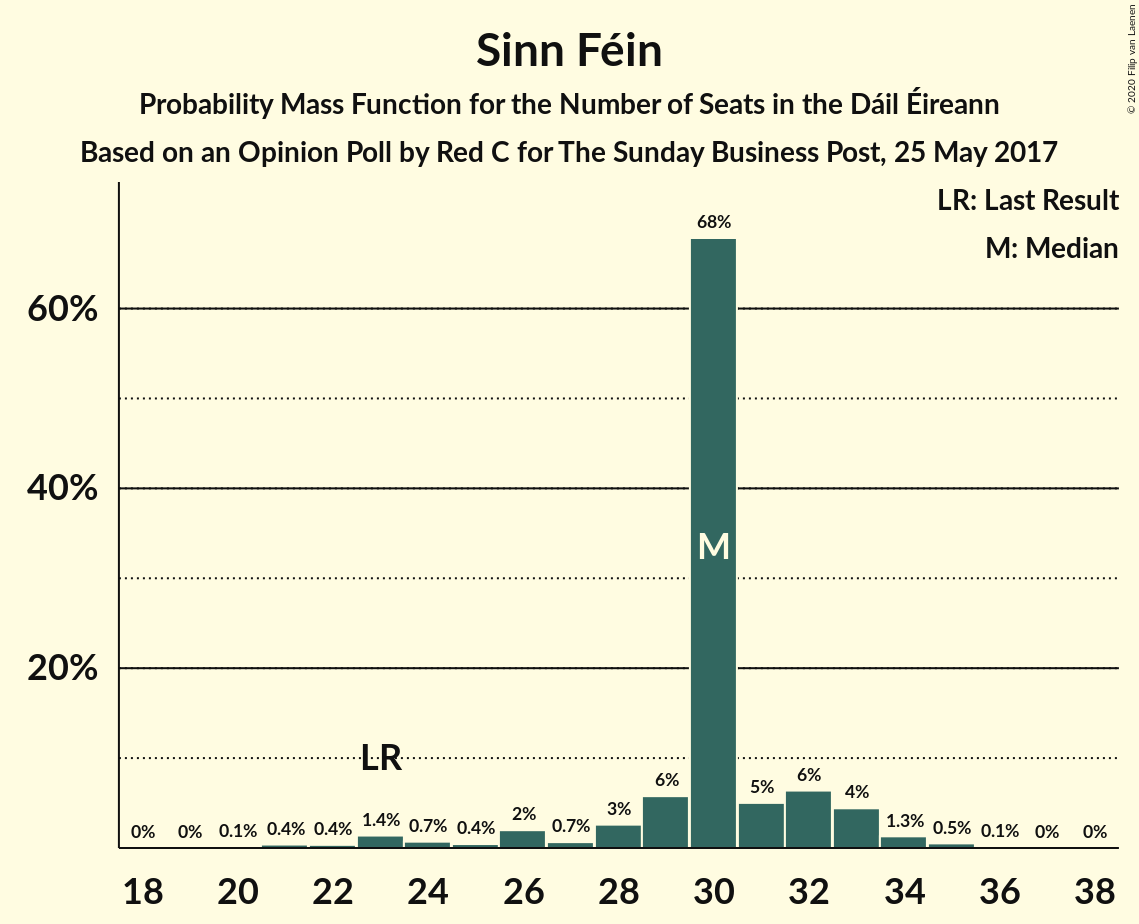 Sinn Féin
Probability Mass Function for the Number of Seats in the Dáil Éireann
Based on an Opinion Poll by Red C for The Sunday Business Post, 25 May 2017
© 2020 Filip van Laenen
LR: Last Result
M: Median
68%
60%
40%
M
20%
LR
0% 0% 0.1% 0.4% 0.4% 1.4% 0.7% 0.4% 2% 0.7% 3% 6% 5% 6% 4% 1.3% 0.5% 0.1% 0% 0%
18 20 22 24 26 28 30 32 34 36 38